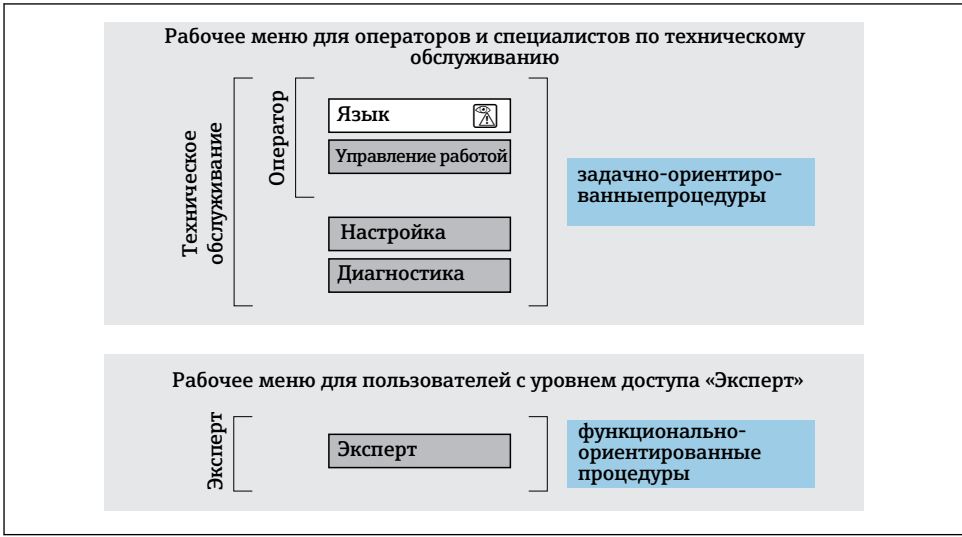 Рабочее меню для операторов и специалистов по техническому
обслуживанию
Техническое
обслуживание
Оператор
Язык
Управление работой
Настройка
Диагностика
задачно-ориентиро-
ванныепроцедуры
Рабочее меню для пользователей с уровнем доступа «Эксперт»
Эксперт
Эксперт
функционально-
ориентированные
процедуры